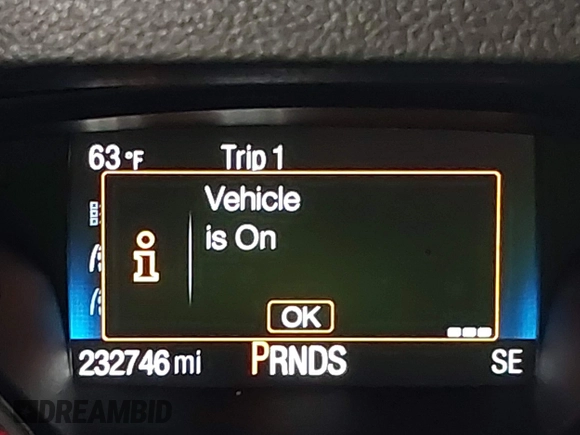 63°F Trip 1
Vehicle
is On
OK
232746 mi PRNDS SE
DREAMBID